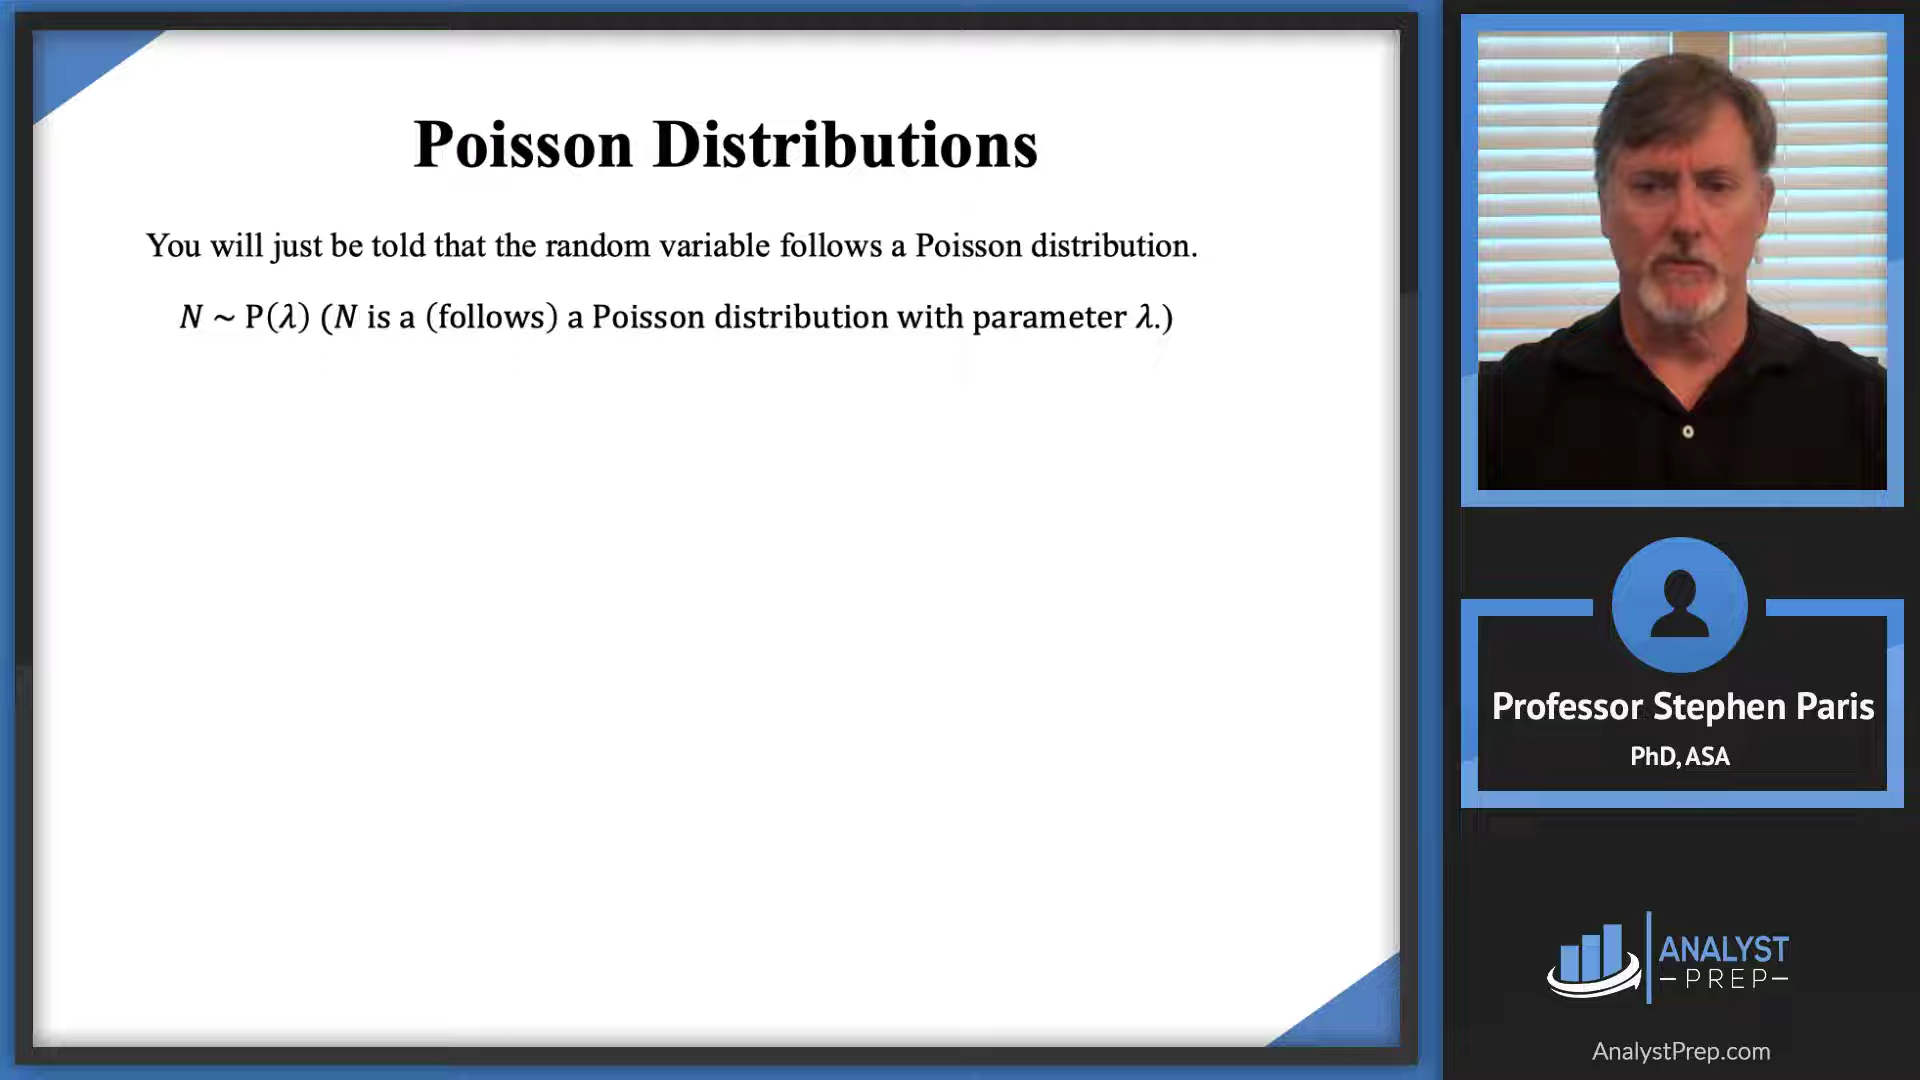 Poisson Distributions
You will just be told that the random variable follows a Poisson distribution.
N ~ P(λ) (N is a (follows) a Poisson distribution with parameter λ.)
Professor Stephen Paris
PhD, ASA
ANALYST
PREP
AnalystPrep.com